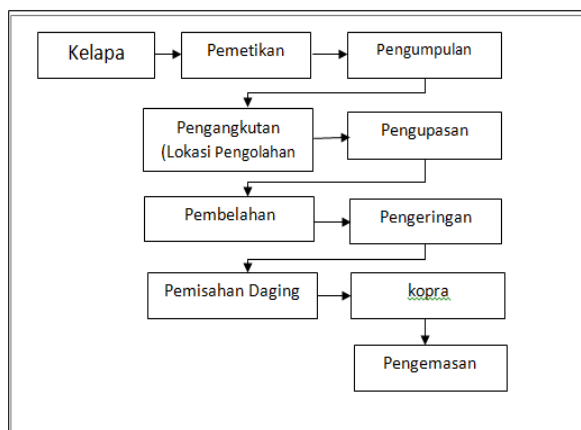 Kelapa
Pemetikan
Pengumpulan
Pengangkutan
(Lokasi Pengolahan
Pengupasan
Pembelahan
Pengeringan
Pemisahan Daging
kopra
Pengemasan